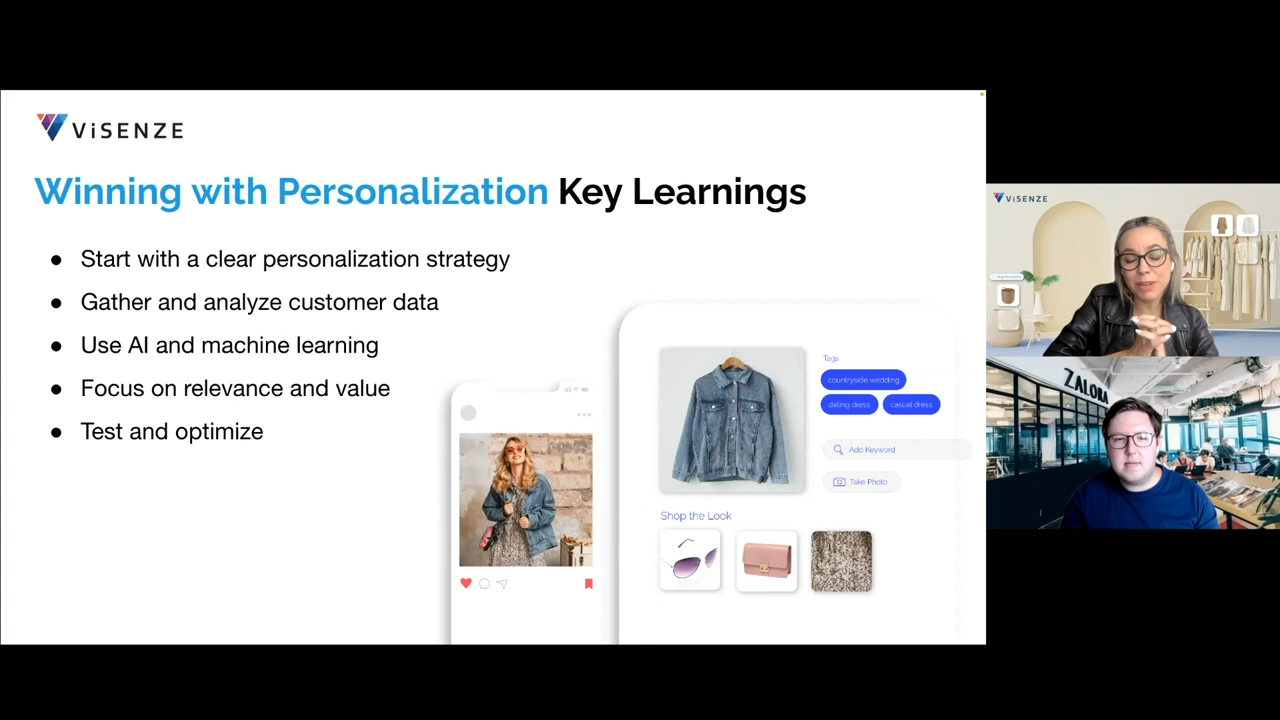 ViSENZE
Winning with Personalization Key Learnings
● Start with a clear personalization strategy
● Gather and analyze customer data
● Use AI and machine learning
● Focus on relevance and value
● Test and optimize
Tags
countryside wedding
dating dress casual dress
Add Keyword
Take Photo
Shop the Look
ViSENZE
ZALORA